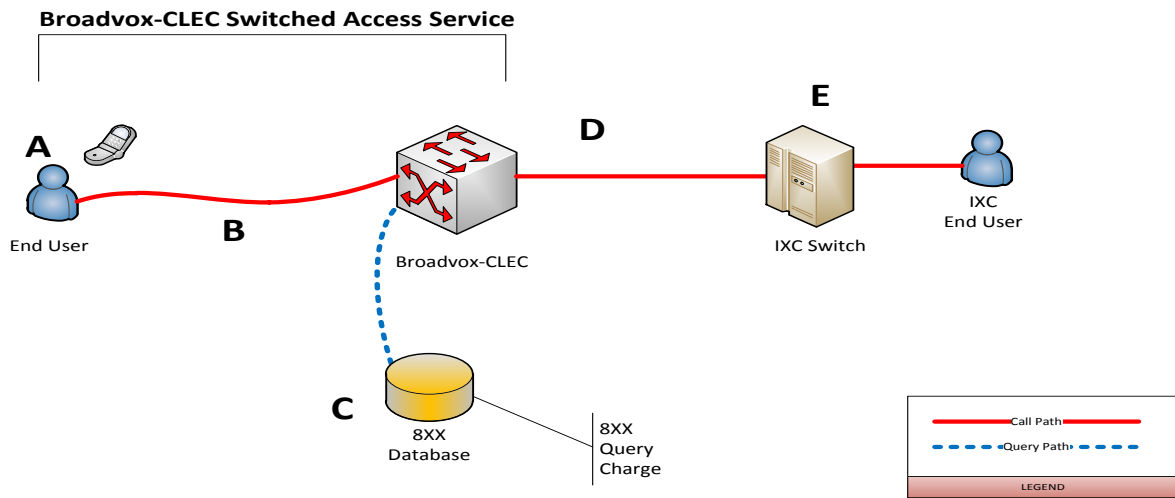 Broadvox-CLEC Switched Access Service
A
B
D
E
End User
Broadvox-CLEC
IXC Switch
IXC
End User
C
8XX
Database
8XX
Query
Charge
Call Path
Query Path
LEGEND